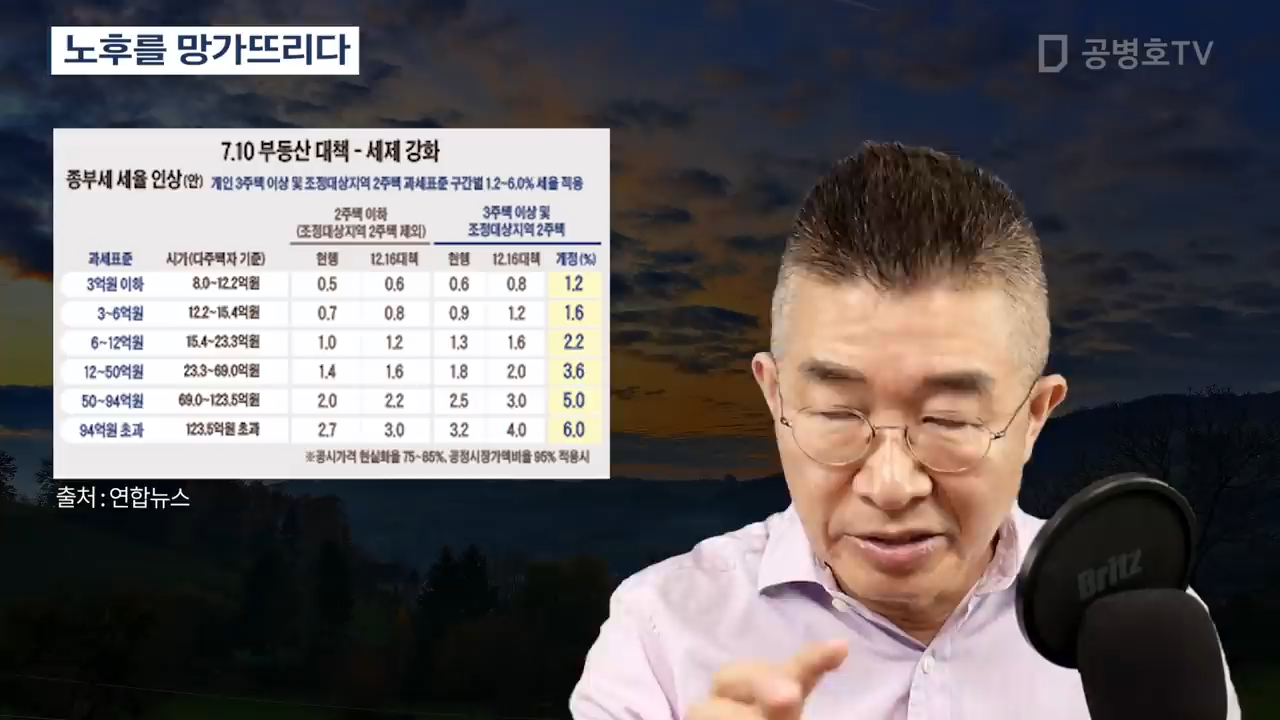 노후를 망가뜨리다
공병호TV
7.10 부동산 대책 - 세제 강화
종부세 세율 인상(안) 개인 3주택 이상 및 조정대상지역 2주택 과세표준 구간별 1.2~6.0% 세율 적용
2주택 이하
(조정대상지역 2주택 제외)
3주택 이상 및
조정대상지역 2주택
과세표준 시가(다주택자 기준) 현행 12.16대책 현행 12.16대책 개정(%)
3억원 이하 8.0~12.2억원 0.5 0.6 0.6 0.8 1.2
3~6억원 12.2~15.4억원 0.7 0.8 0.9 1.2 1.6
6~12억원 15.4~23.3억원 1.0 1.2 1.3 1.6 2.2
12~50억원 23.3~69.0억원 1.4 1.6 1.8 2.0 3.6
50~94억원 69.0~123.5억원 2.0 2.2 2.5 3.0 5.0
94억원 초과 123.5억원 초과 2.7 3.0 3.2 4.0 6.0
※공시가격 현실화율 75~85%, 공정시장가액비율 95% 적용시
출처 : 연합뉴스
Britz